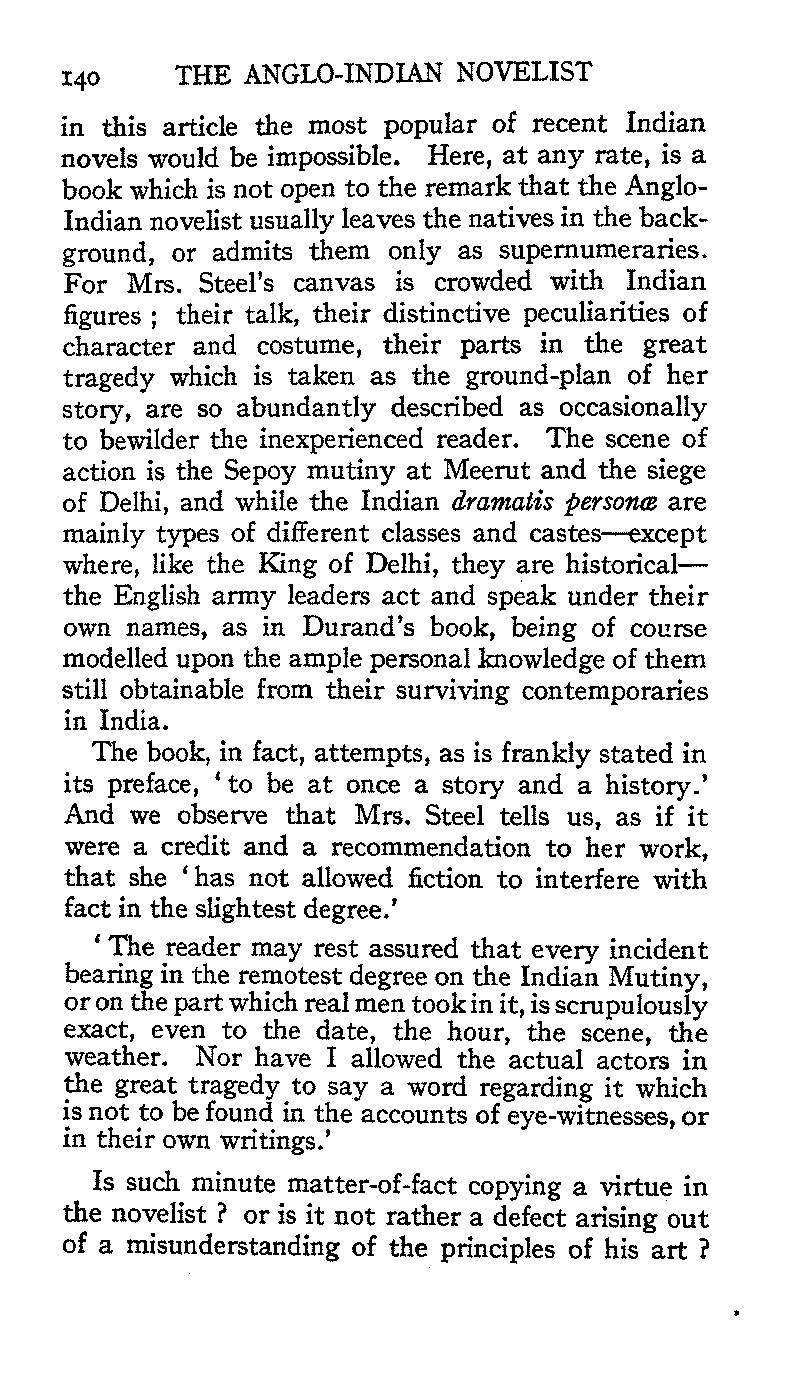 140 THE ANGLO-INDIAN NOVELIST
in this article the most popular of recent Indian
novels would be impossible. Here, at any rate, is a
book which is not open to the remark that the Anglo-
Indian novelist usually leaves the natives in the back-
ground, or admits them only as supernumeraries.
For Mrs. Steel's canvas is crowded with Indian
figures ; their talk, their distinctive peculiarities of
character and costume, their parts in the great
tragedy which is taken as the ground-plan of her
story, are so abundantly described as occasionally
to bewilder the inexperienced reader. The scene of
action is the Sepoy mutiny at Meerut and the siege
of Delhi, and while the Indian dramatis personæ are
mainly types of different classes and castes—except
where, like the King of Delhi, they are historical—
the English army leaders act and speak under their
own names, as in Durand's book, being of course
modelled upon the ample personal knowledge of them
still obtainable from their surviving contemporaries
in India.
The book, in fact, attempts, as is frankly stated in
its preface, ‘ to be at once a story and a history.’
And we observe that Mrs. Steel tells us, as if it
were a credit and a recommendation to her work,
that she ‘ has not allowed fiction to interfere with
fact in the slightest degree.’
‘ The reader may rest assured that every incident
bearing in the remotest degree on the Indian Mutiny,
or on the part which real men took in it, is scrupulously
exact, even to the date, the hour, the scene, the
weather. Nor have I allowed the actual actors in
the great tragedy to say a word regarding it which
is not to be found in the accounts of eye-witnesses, or
in their own writings.’
Is such minute matter-of-fact copying a virtue in
the novelist ? or is it not rather a defect arising out
of a misunderstanding of the principles of his art ?